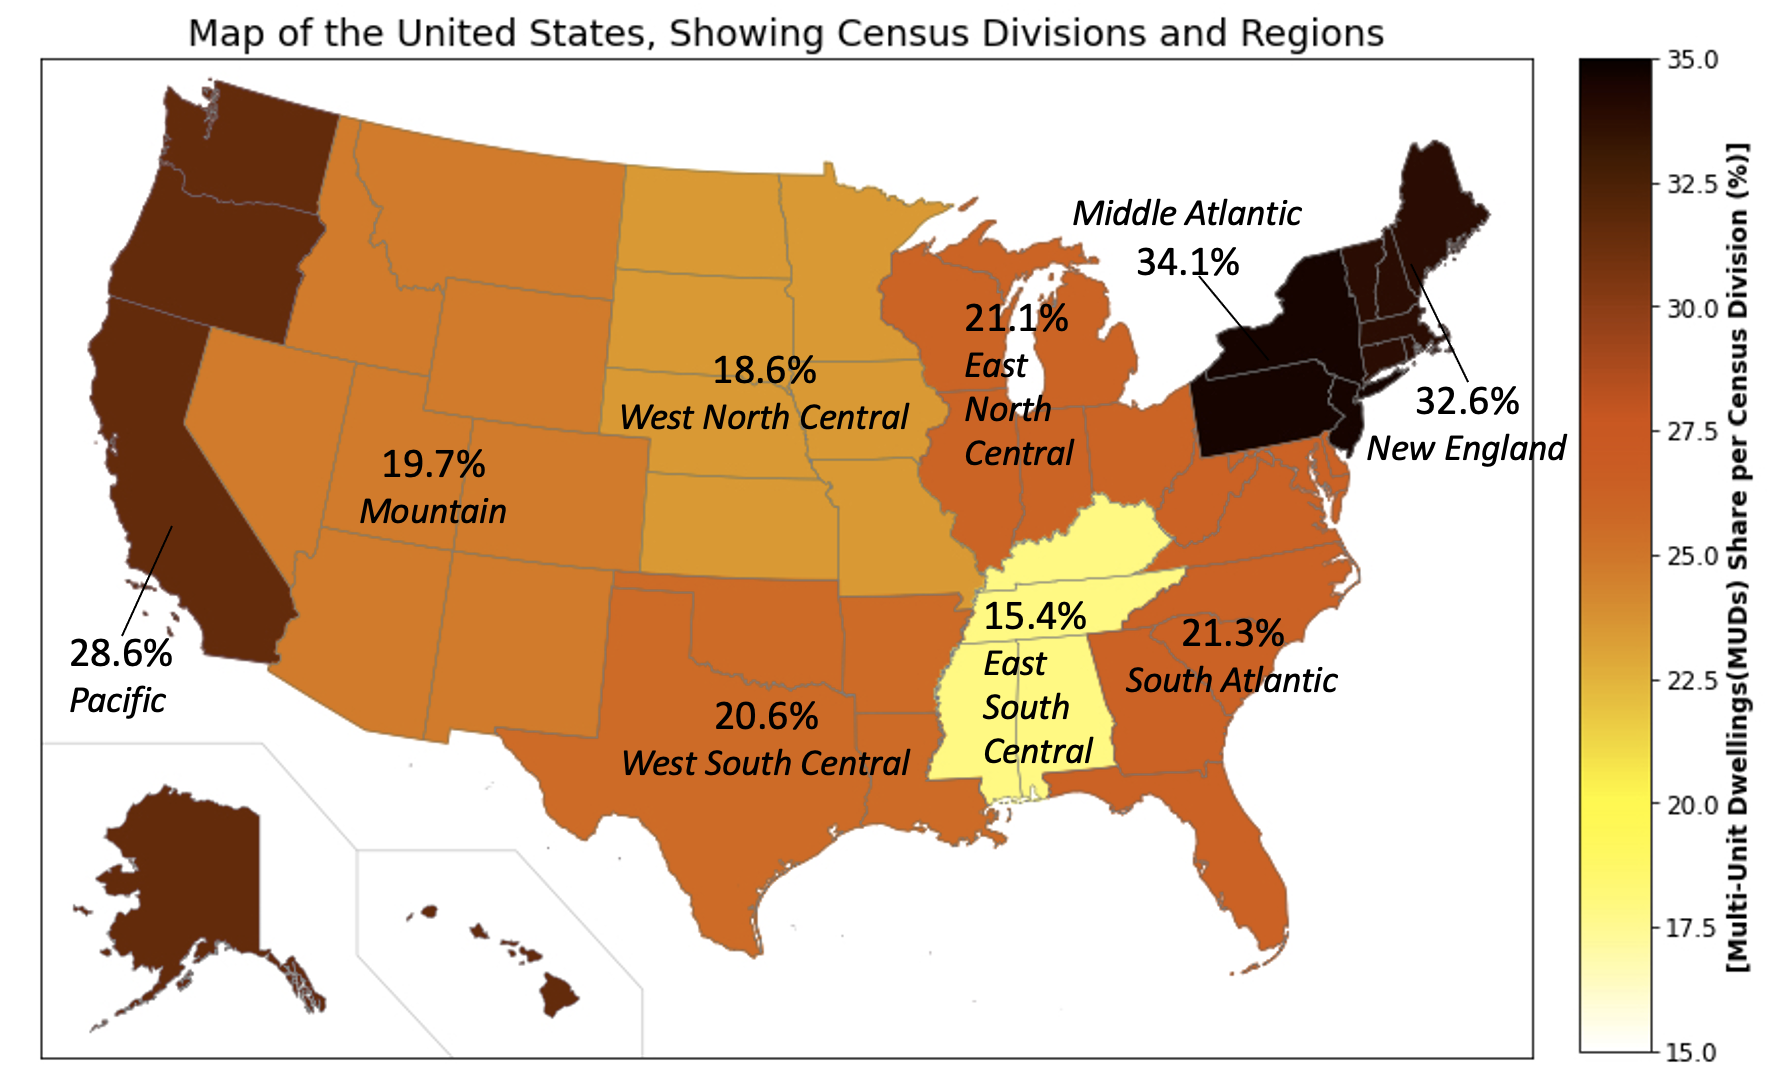 Map of the United States, Showing Census Divisions and Regions
Middle Atlantic
34.1%
21.1%
East
North
Central
18.6%
West North Central
32.6%
New England
19.7%
Mountain
15.4%
East
South
Central
21.3%
South Atlantic
28.6%
Pacific
20.6%
West South Central
35.0
32.5
30.0
27.5
25.0
22.5
20.0
17.5
15.0
[Multi-Unit Dwellings(MUDs) Share per Census Division (%)]